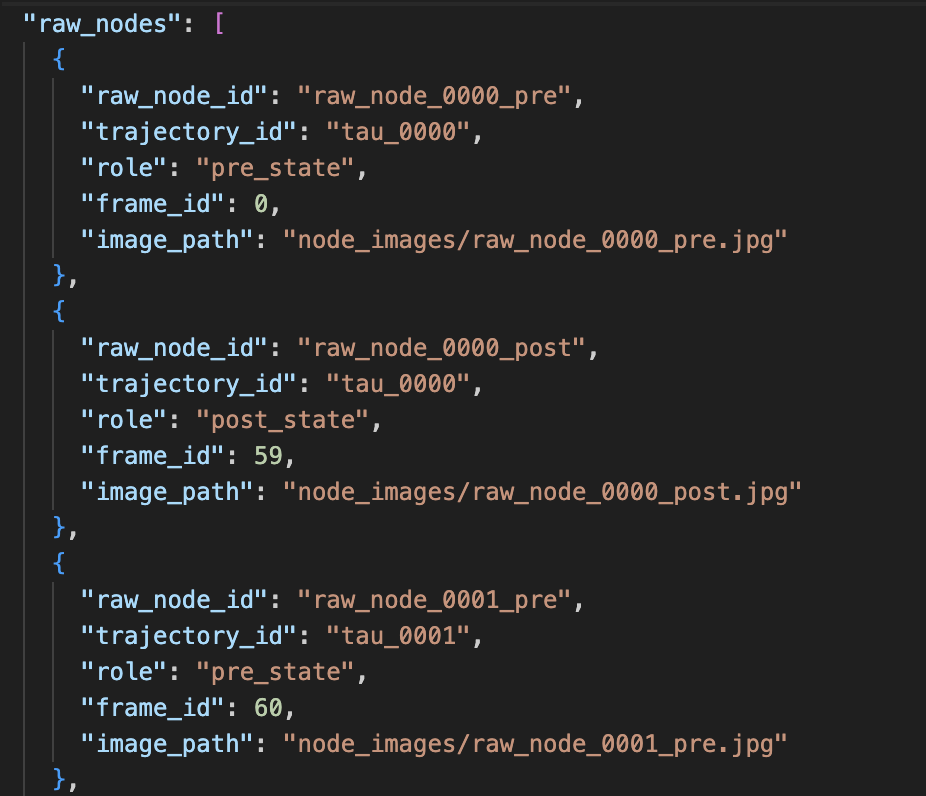 "raw_nodes": [
{
"raw_node_id": "raw_node_0000_pre",
"trajectory_id": "tau_0000",
"role": "pre_state",
"frame_id": 0,
"image_path": "node_images/raw_node_0000_pre.jpg"
},
{
"raw_node_id": "raw_node_0000_post",
"trajectory_id": "tau_0000",
"role": "post_state",
"frame_id": 59,
"image_path": "node_images/raw_node_0000_post.jpg"
},
{
"raw_node_id": "raw_node_0001_pre",
"trajectory_id": "tau_0001",
"role": "pre_state",
"frame_id": 60,
"image_path": "node_images/raw_node_0001_pre.jpg"
},